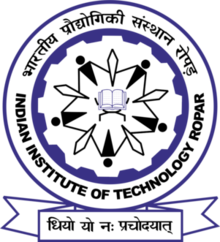 भारतीय प्रौद्योगिकी संस्थान रोपड़
INDIAN INSTITUTE OF TECHNOLOGY ROPAR
धियो यो नः प्रचोदयात्